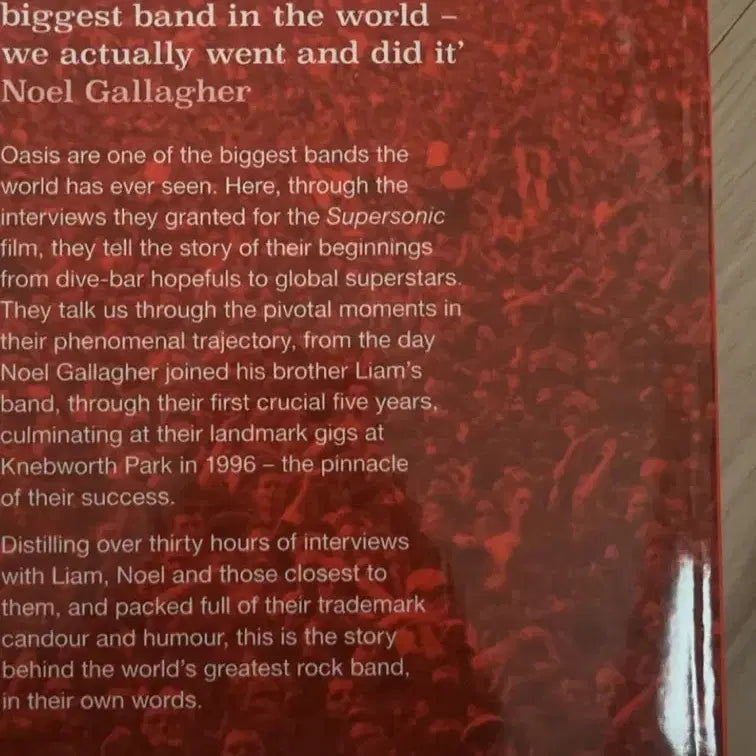 biggest band in the world –
we actually went and did it’
Noel Gallagher
Oasis are one of the biggest bands the
world has ever seen. Here, through the
interviews they granted for the Supersonic
film, they tell the story of their beginnings
from dive-bar hopefuls to global superstars.
They talk us through the pivotal moments in
their phenomenal trajectory, from the day
Noel Gallagher joined his brother Liam’s
band, through their first crucial five years,
culminating at their landmark gigs at
Knebworth Park in 1996 – the pinnacle
of their success.
Distilling over thirty hours of interviews
with Liam, Noel and those closest to
them, and packed full of their trademark
candour and humour, this is the story
behind the world’s greatest rock band,
in their own words.